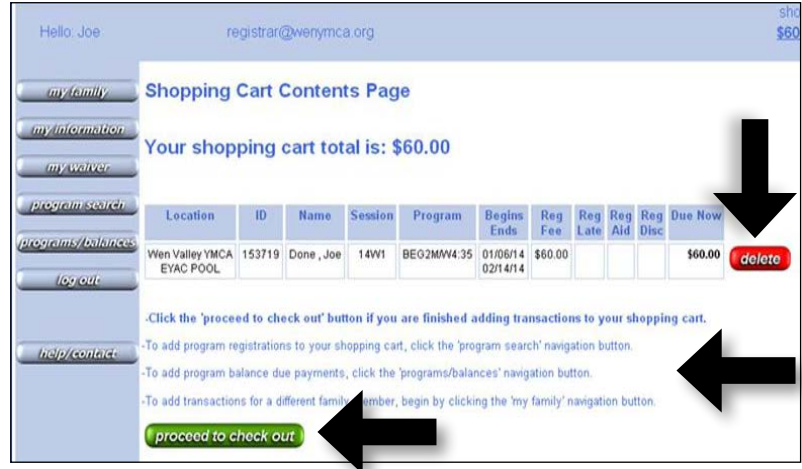 sho
Hello: Joe registrar@wenymca.org $60
my family
my information
my waiver
program search
programs/balances
log out
help/contact
Shopping Cart Contents Page
Your shopping cart total is: $60.00
Location ID Name Session Program Begins Ends Reg Fee Reg Late Reg Aid Reg Disc Due Now
Wen Valley YMCA EYAC POOL 153719 Done , Joe 14W1 BEG2M/W4:35 01/06/14 02/14/14 $60.00 $60.00 delete
-Click the 'proceed to check out' button if you are finished adding transactions to your shopping cart.
-To add program registrations to your shopping cart, click the 'program search' navigation button.
-To add program balance due payments, click the 'programs/balances' navigation button.
-To add transactions for a different family member, begin by clicking the 'my family' navigation button.
proceed to check out